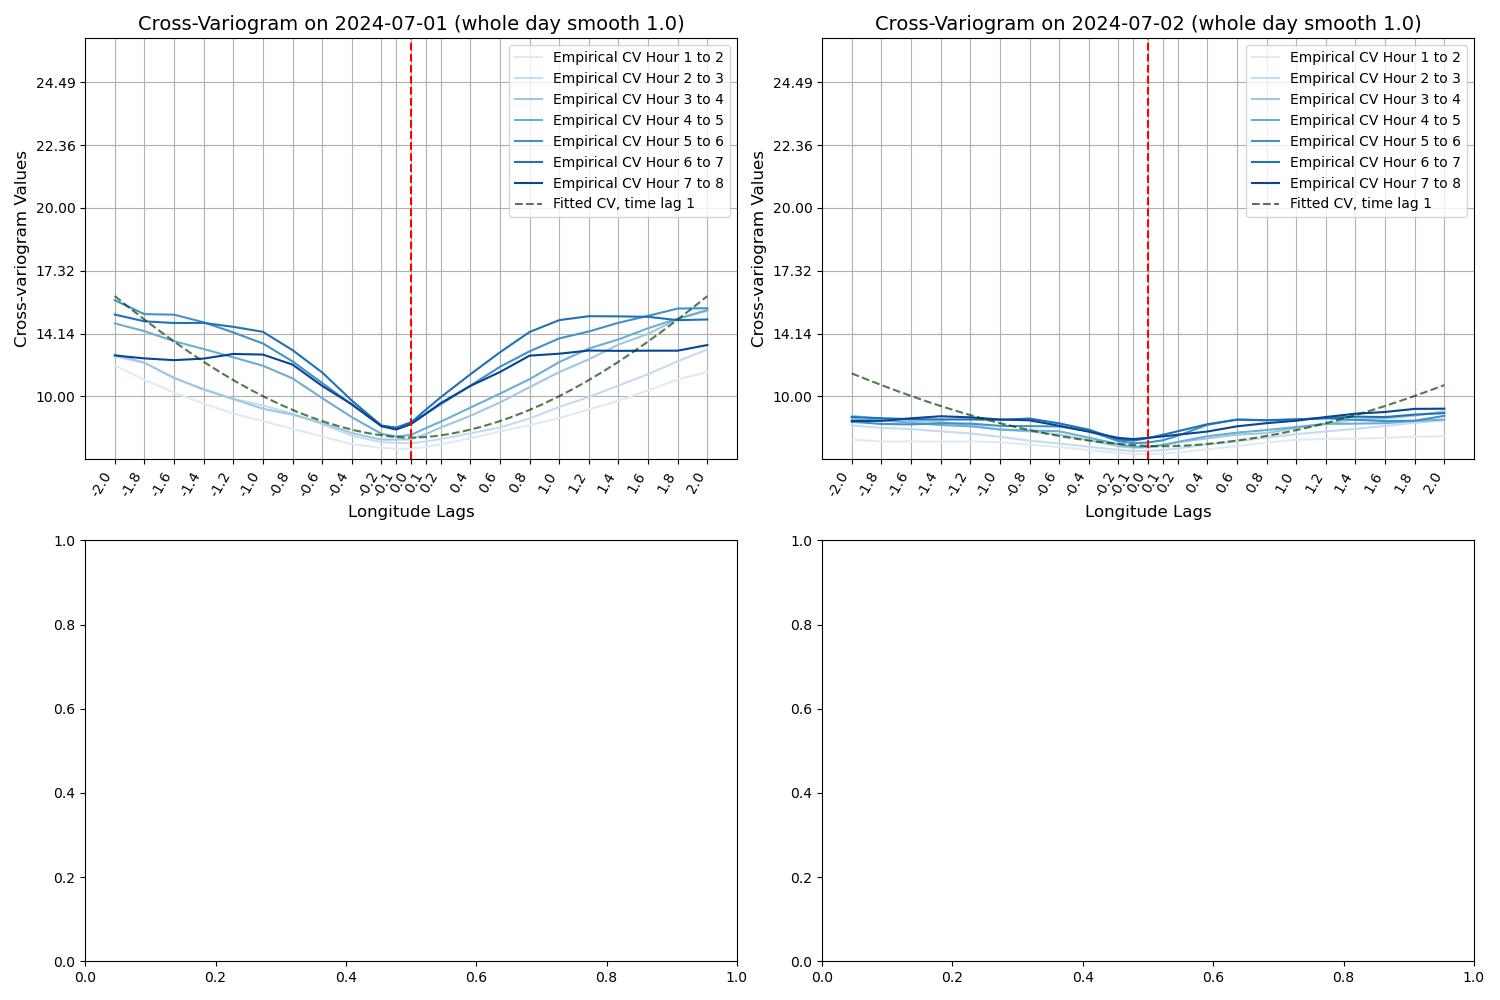 Cross-Variogram on 2024-07-01 (whole day smooth 1.0)
Cross-variogram Values
24.49
22.36
20.00
17.32
14.14
10.00
Empirical CV Hour 1 to 2
Empirical CV Hour 2 to 3
Empirical CV Hour 3 to 4
Empirical CV Hour 4 to 5
Empirical CV Hour 5 to 6
Empirical CV Hour 6 to 7
Empirical CV Hour 7 to 8
Fitted CV, time lag 1
-2.0 -1.8 -1.6 -1.4 -1.2 -1.0 -0.8 -0.6 -0.4 -0.2 -0.1 0.0 0.1 0.2 0.4 0.6 0.8 1.0 1.2 1.4 1.6 1.8 2.0
Longitude Lags
Cross-Variogram on 2024-07-02 (whole day smooth 1.0)
Cross-variogram Values
24.49
22.36
20.00
17.32
14.14
10.00
Empirical CV Hour 1 to 2
Empirical CV Hour 2 to 3
Empirical CV Hour 3 to 4
Empirical CV Hour 4 to 5
Empirical CV Hour 5 to 6
Empirical CV Hour 6 to 7
Empirical CV Hour 7 to 8
Fitted CV, time lag 1
-2.0 -1.8 -1.6 -1.4 -1.2 -1.0 -0.8 -0.6 -0.4 -0.2 -0.1 0.0 0.1 0.2 0.4 0.6 0.8 1.0 1.2 1.4 1.6 1.8 2.0
Longitude Lags
1.0
0.8
0.6
0.4
0.2
0.0
0.0 0.2 0.4 0.6 0.8 1.0
1.0
0.8
0.6
0.4
0.2
0.0
0.0 0.2 0.4 0.6 0.8 1.0